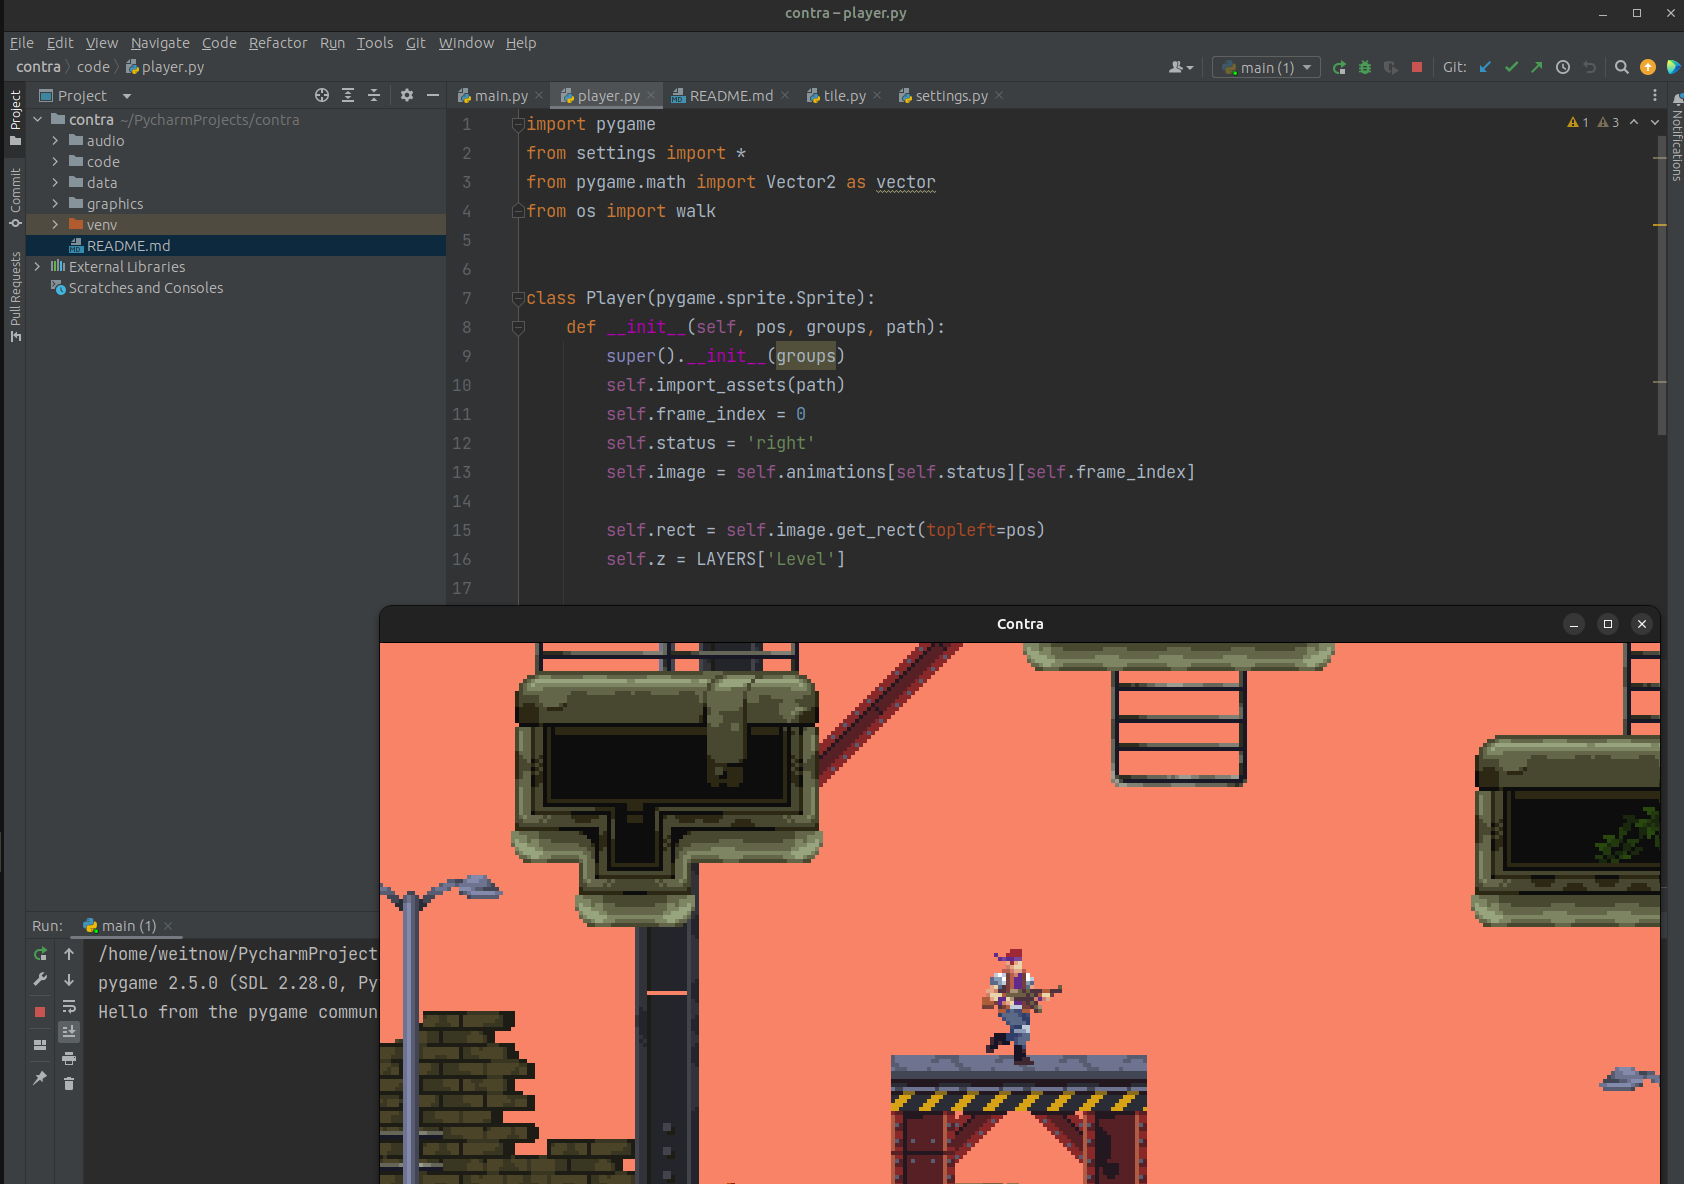 contra – player.py
File Edit View Navigate Code Refactor Run Tools Git Window Help
contra code player.py
main (1)
Git:
Project
main.py
player.py
README.md
tile.py
settings.py
Project
Commit
Pull Requests
Notifications
contra ~/PycharmProjects/contra
audio
code
data
graphics
venv
README.md
External Libraries
Scratches and Consoles
1 3
1 import pygame
2 from settings import *
3 from pygame.math import Vector2 as vector
4 from os import walk
5
6
7 class Player(pygame.sprite.Sprite):
8 def __init__(self, pos, groups, path):
9 super().__init__(groups)
10 self.import_assets(path)
11 self.frame_index = 0
12 self.status = 'right'
13 self.image = self.animations[self.status][self.frame_index]
14
15 self.rect = self.image.get_rect(topleft=pos)
16 self.z = LAYERS['Level']
17
Contra
Run: main (1)
/home/weitnow/PycharmProject
pygame 2.5.0 (SDL 2.28.0, Py
Hello from the pygame commun